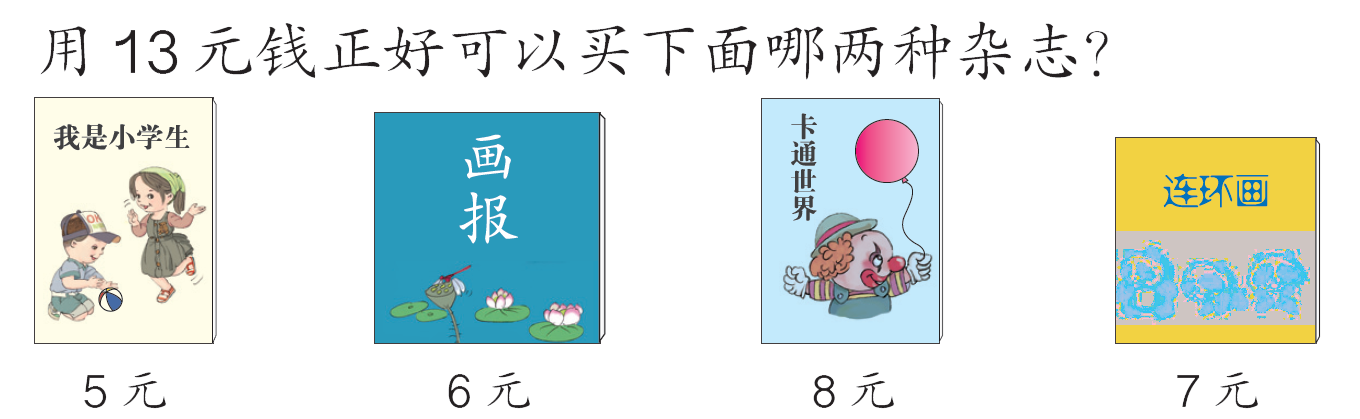 用13元钱正好可以买下面哪两种杂志？
我是小学生
画报
卡通世界
连环画
5元
6元
8元
7元